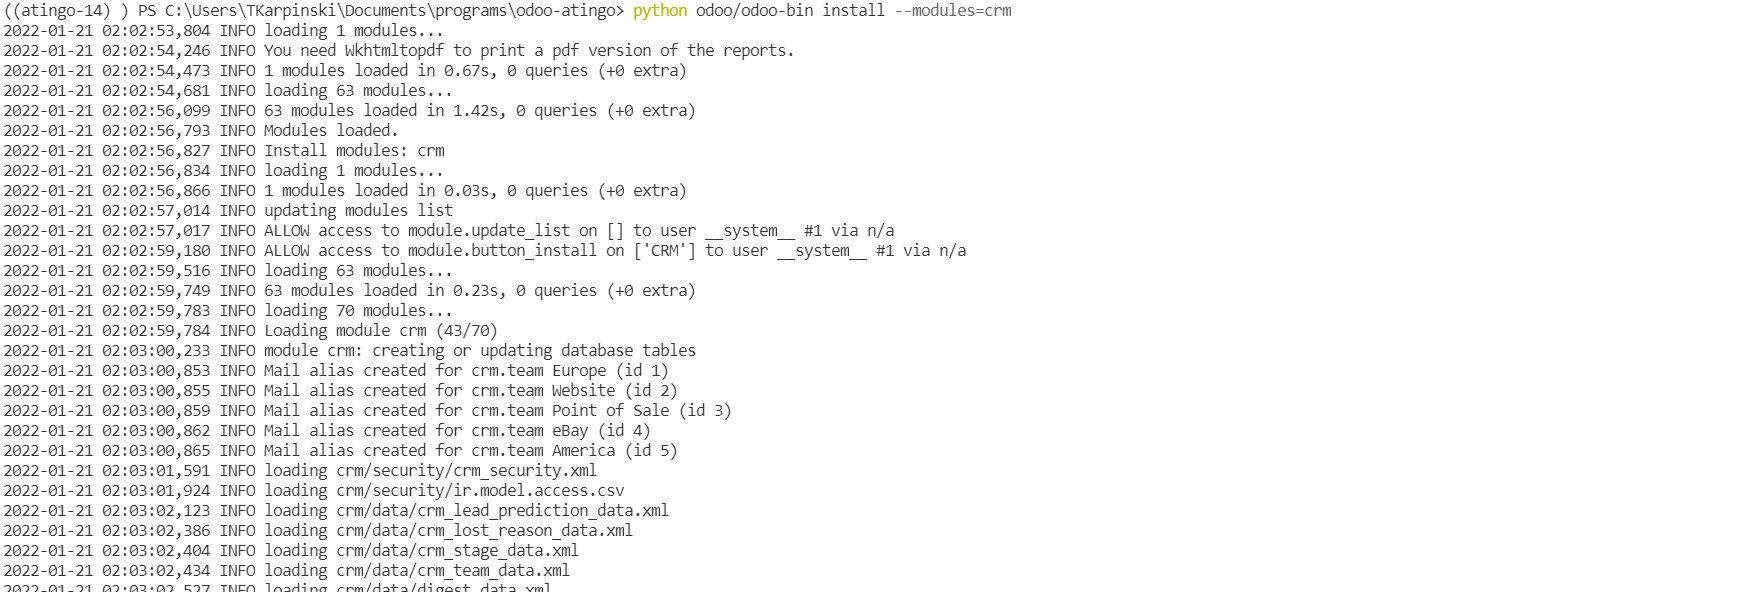 ((atingo-14) ) PS C:\Users\TKarpinski\Documents\programs\odoo-atingo> python odoo/odoo-bin install --modules=crm
2022-01-21 02:02:53,804 INFO loading 1 modules...
2022-01-21 02:02:54,246 INFO You need Wkhtmltopdf to print a pdf version of the reports.
2022-01-21 02:02:54,473 INFO 1 modules loaded in 0.67s, 0 queries (+0 extra)
2022-01-21 02:02:54,681 INFO loading 63 modules...
2022-01-21 02:02:56,099 INFO 63 modules loaded in 1.42s, 0 queries (+0 extra)
2022-01-21 02:02:56,793 INFO Modules loaded.
2022-01-21 02:02:56,827 INFO Install modules: crm
2022-01-21 02:02:56,834 INFO loading 1 modules...
2022-01-21 02:02:56,866 INFO 1 modules loaded in 0.03s, 0 queries (+0 extra)
2022-01-21 02:02:57,014 INFO updating modules list
2022-01-21 02:02:57,017 INFO ALLOW access to module.update_list on [] to user __system__ #1 via n/a
2022-01-21 02:02:59,180 INFO ALLOW access to module.button_install on ['CRM'] to user __system__ #1 via n/a
2022-01-21 02:02:59,516 INFO loading 63 modules...
2022-01-21 02:02:59,749 INFO 63 modules loaded in 0.23s, 0 queries (+0 extra)
2022-01-21 02:02:59,783 INFO loading 70 modules...
2022-01-21 02:02:59,784 INFO Loading module crm (43/70)
2022-01-21 02:03:00,233 INFO module crm: creating or updating database tables
2022-01-21 02:03:00,853 INFO Mail alias created for crm.team Europe (id 1)
2022-01-21 02:03:00,855 INFO Mail alias created for crm.team Website (id 2)
2022-01-21 02:03:00,859 INFO Mail alias created for crm.team Point of Sale (id 3)
2022-01-21 02:03:00,862 INFO Mail alias created for crm.team eBay (id 4)
2022-01-21 02:03:00,865 INFO Mail alias created for crm.team America (id 5)
2022-01-21 02:03:01,591 INFO loading crm/security/crm_security.xml
2022-01-21 02:03:01,924 INFO loading crm/security/ir.model.access.csv
2022-01-21 02:03:02,123 INFO loading crm/data/crm_lead_prediction_data.xml
2022-01-21 02:03:02,386 INFO loading crm/data/crm_lost_reason_data.xml
2022-01-21 02:03:02,404 INFO loading crm/data/crm_stage_data.xml
2022-01-21 02:03:02,434 INFO loading crm/data/crm_team_data.xml
2022-01-21 02:03:02,527 INFO loading crm/data/digest_data.xml